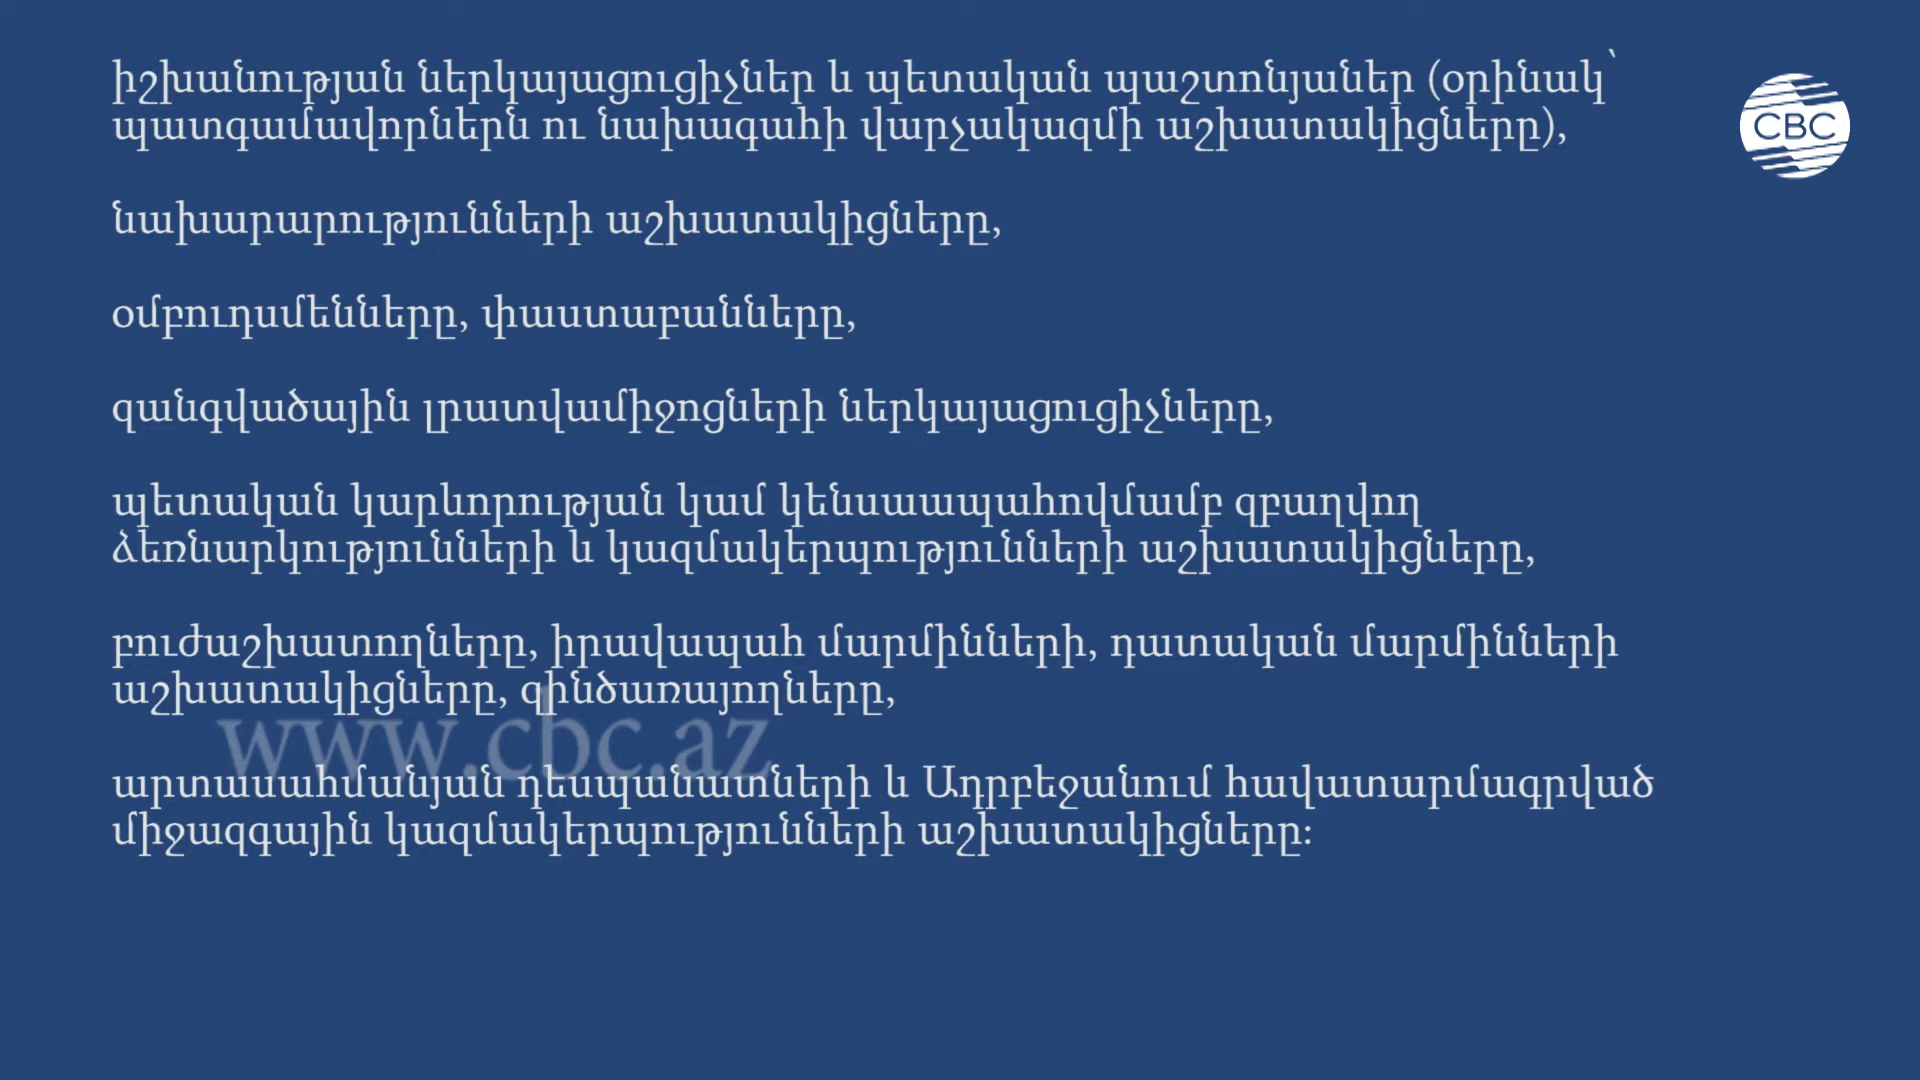 իշխանության ներկայացուցիչներ և պետական պաշտոնյաներ (օրինակ՝
պատգամավորներն ու նախագահի վարչակազմի աշխատակիցները),
CBC
նախարարությունների աշխատակիցները,
օմբուդսմենները, փաստաբանները,
զանգվածային լրատվամիջոցների ներկայացուցիչները,
պետական կարևորության կամ կենսաապահովմամբ զբաղվող
ձեռնարկությունների և կազմակերպությունների աշխատակիցները,
բուժաշխատողները, իրավապահ մարմինների, դատական մարմինների
աշխատակիցները, զինծառայողները,
www.cbc.az
արտասահմանյան դեսպանատների և Ադրբեջանում հավատարմագրված
միջազգային կազմակերպությունների աշխատակիցները։